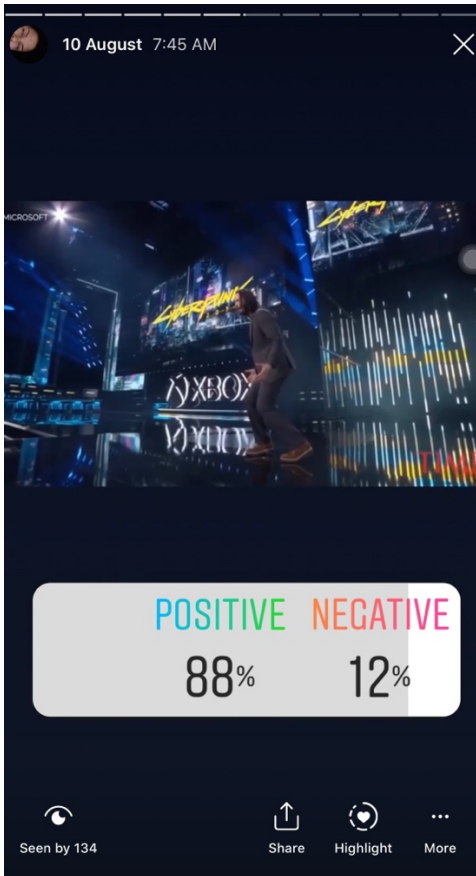 10 August 7:45 AM
MICROSOFT
CYBERPUNK
XBOX
POSITIVE NEGATIVE
88% 12%
Seen by 134
Share
Highlight
More